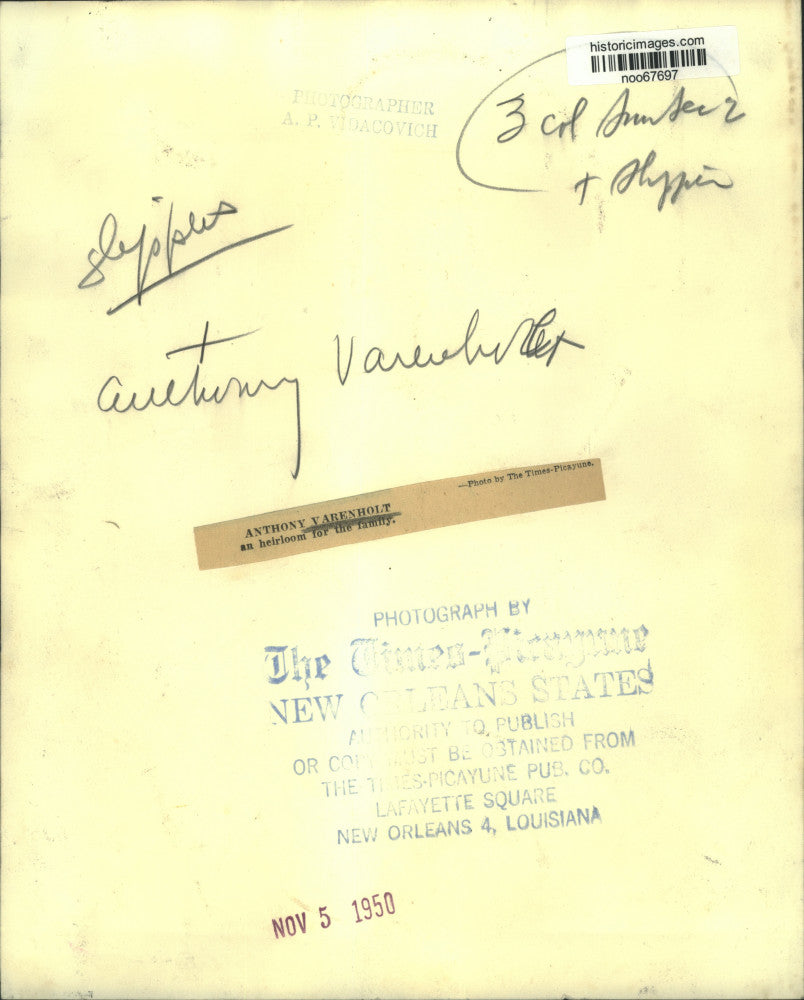 historicimages.com
noo67697
PHOTOGRAPHER
A. P. VIDACOVICH
3 col
+
slippers
Anthony Varenholt
—Photo by The Times-Picayune.
ANTHONY VARENHOLT
an heirloom for the family.
PHOTOGRAPH BY
The Times-Picayune
NEW ORLEANS STATES
AUTHORITY TO PUBLISH
OR COPY MUST BE OBTAINED FROM
THE TIMES-PICAYUNE PUB. CO.
LAFAYETTE SQUARE
NEW ORLEANS 4, LOUISIANA
NOV 5 1950